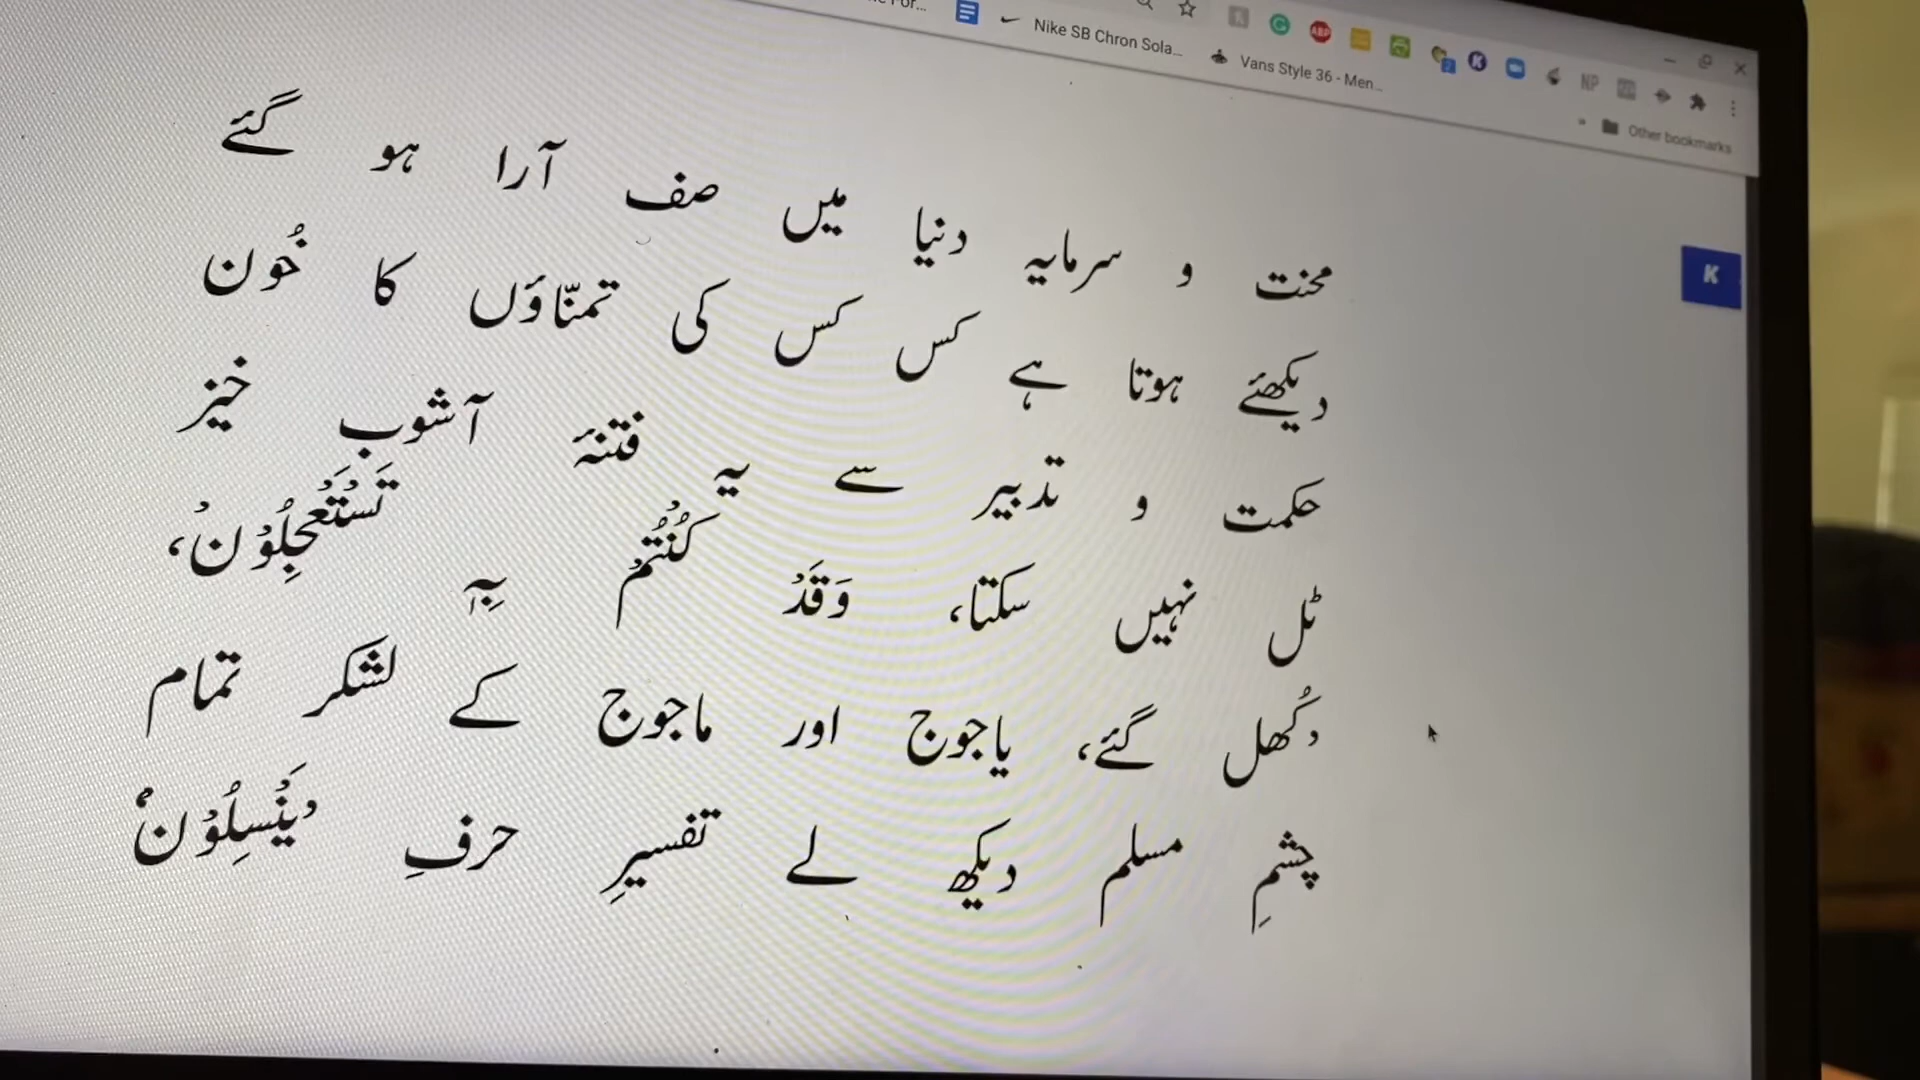 Nike SB Chron Sola...
Vans Style 36 - Men...
Other bookmarks
محنت و سرمایہ دنیا میں صف آرا ہو گئے
دیکھئے ہوتا ہے کس کس کی تمنّاؤں کا خُون
حکمت و تدبیر سے یہ فتنۂ آشوب خیز
ٹل نہیں سکتا، وَقَدْ کُنْتُمْ بِہٖ تَسْتَعْجِلُوْنْ،
’کُھل گئے، یاجوج اور ماجوج کے لشکر تمام
چشمِ مسلم دیکھ لے تفسیرِ حرفِ ’یَنْسِلُوْنْ‘
K